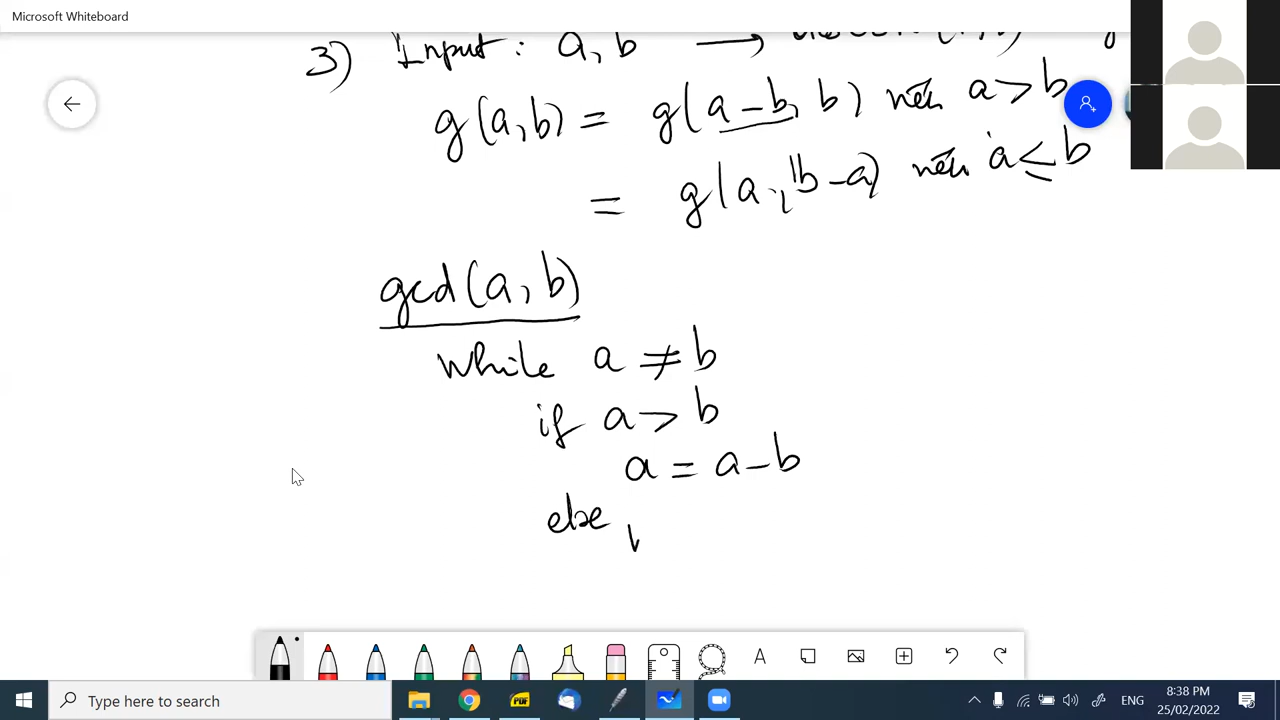 Microsoft Whiteboard
3) Input: a, b →
g(a,b) = g(a-b, b) nếu a > b
= g(a, b-a) nếu a ≤ b
gcd(a, b)
While a ≠ b
if a > b
a = a - b
else
Type here to search
PDF
ENG
8:38 PM
25/02/2022